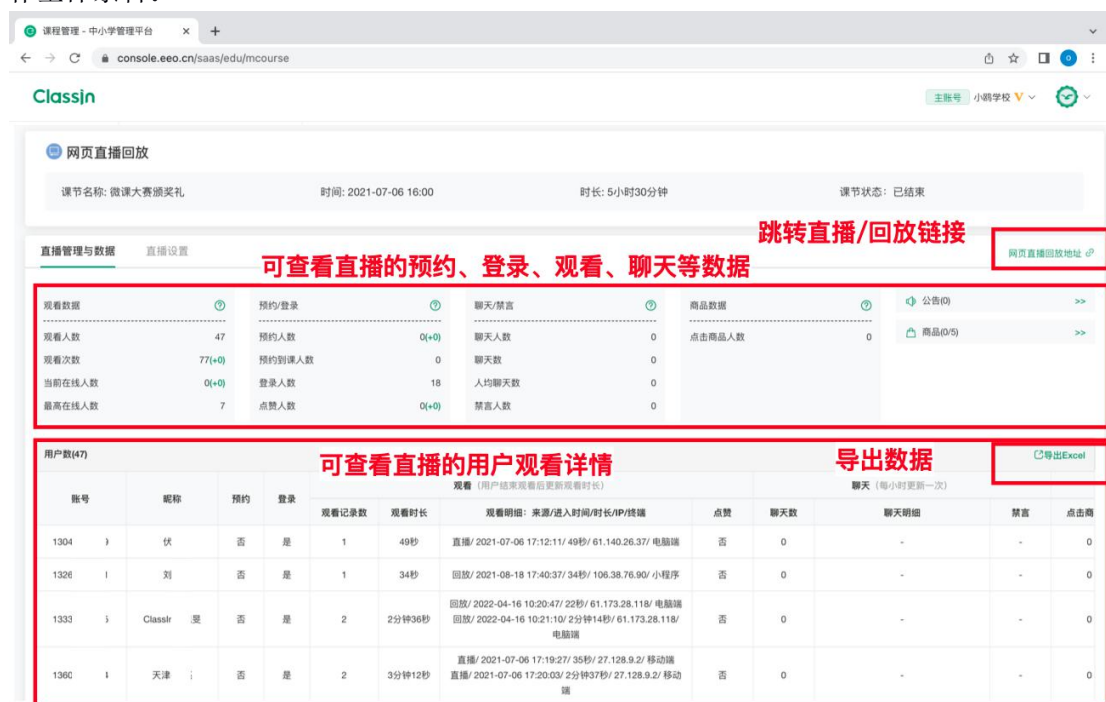 课程管理 - 中小学管理平台
console.eeo.cn/saas/edu/mcourse
ClassIn
主账号 小鸥学校 V
网页直播回放
课节名称: 微课大赛颁奖礼 时间: 2021-07-06 16:00 时长: 5小时30分钟 课节状态: 已结束
跳转直播/回放链接
直播管理与数据 直播设置 网页直播回放地址
可查看直播的预约、登录、观看、聊天等数据
观看数据 预约/登录 聊天/禁言 商品数据 公告(0) >>
观看人数 47 预约人数 0(+0) 聊天人数 0 点击商品人数 0 商品(0/5) >>
观看次数 77(+0) 预约到课人数 0 聊天数 0
当前在线人数 0(+0) 登录人数 18 人均聊天数 0
最高在线人数 7 点赞人数 0(+0) 禁言人数 0
用户数(47) 可查看直播的用户观看详情 导出数据 导出Excel
观看 (用户结束观看后更新观看时长) 聊天 (每小时更新一次)
账号 昵称 预约 登录 观看记录数 观看时长 观看明细: 来源/进入时间/时长/IP/终端 点赞 聊天数 聊天明细 禁言 点击商
1304 伏 否 是 1 49秒 直播/ 2021-07-06 17:12:11/ 49秒/ 61.140.26.37/ 电脑端 否 0 - - 0
1326 刘 否 是 1 34秒 回放/ 2021-08-18 17:40:37/ 34秒/ 106.38.76.90/ 小程序 否 0 - - 0
回放/ 2022-04-16 10:20:47/ 22秒/ 61.173.28.118/ 电脑端
1333 ClassIr 旻 否 是 2 2分钟36秒 回放/ 2022-04-16 10:21:10/ 2分钟14秒/ 61.173.28.118/ 否 0 - - 0
电脑端
直播/ 2021-07-06 17:19:27/ 35秒/ 27.128.9.2/ 移动端
1360 天津 否 是 2 3分钟12秒 直播/ 2021-07-06 17:20:03/ 2分钟37秒/ 27.128.9.2/ 移动 否 0 - - 0
端